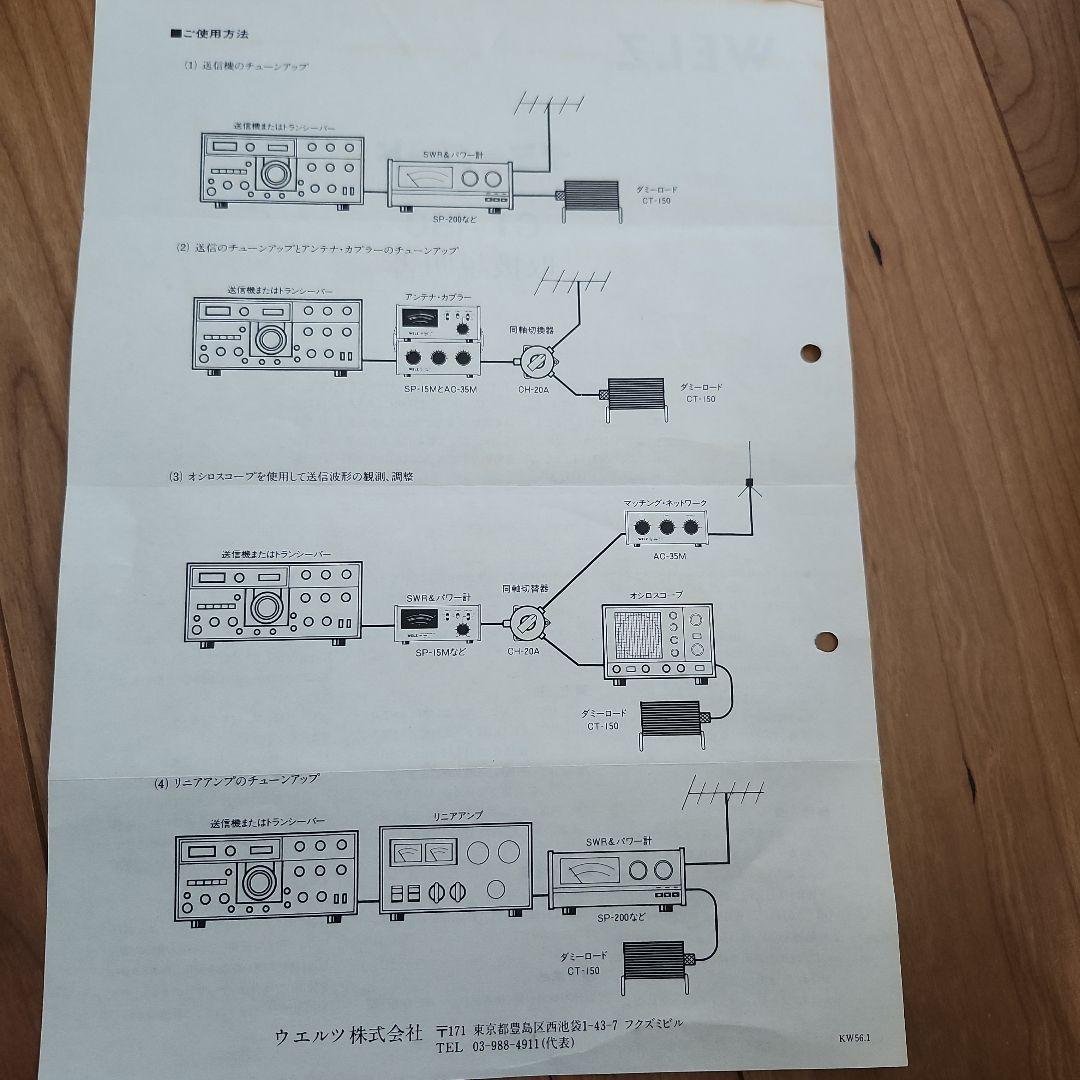 ■ご使用方法
(1) 送信機のチューンアップ
送信機またはトランシーバー
SWR&パワー計
SP-200など
ダミーロード
CT-150
(2) 送信のチューンアップとアンテナ・カプラーのチューンアップ
送信機またはトランシーバー
アンテナ・カプラー
SP-15MとAC-35M
同軸切換器
CH-20A
ダミーロード
CT-150
(3) オシロスコープを使用して送信波形の観測、調整
マッチング・ネットワーク
AC-35M
送信機またはトランシーバー
SWR&パワー計
SP-15Mなど
同軸切替器
CH-20A
オシロスコープ
ダミーロード
CT-150
(4) リニアアンプのチューンアップ
送信機またはトランシーバー
リニアアンプ
SWR&パワー計
SP-200など
ダミーロード
CT-150
ウエルツ株式会社 〒171 東京都豊島区西池袋1-43-7 フクズミビル
TEL 03-988-4911(代表)
KW56.1